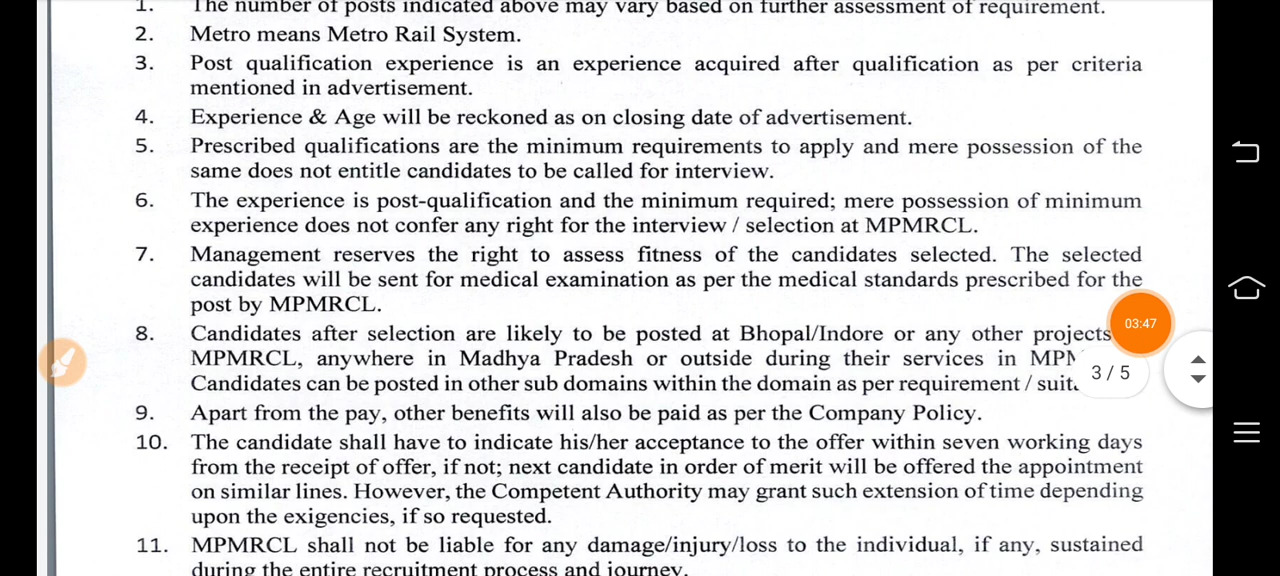 1. The number of posts indicated above may vary based on further assessment of requirement.
2. Metro means Metro Rail System.
3. Post qualification experience is an experience acquired after qualification as per criteria
mentioned in advertisement.
4. Experience & Age will be reckoned as on closing date of advertisement.
5. Prescribed qualifications are the minimum requirements to apply and mere possession of the
same does not entitle candidates to be called for interview.
6. The experience is post-qualification and the minimum required; mere possession of minimum
experience does not confer any right for the interview / selection at MPMRCL.
7. Management reserves the right to assess fitness of the candidates selected. The selected
candidates will be sent for medical examination as per the medical standards prescribed for the
post by MPMRCL.
8. Candidates after selection are likely to be posted at Bhopal/Indore or any other projects
03:47
MPMRCL, anywhere in Madhya Pradesh or outside during their services in
3 / 5
Candidates can be posted in other sub domains within the domain as per requirement /
9. Apart from the pay, other benefits will also be paid as per the Company Policy.
10. The candidate shall have to indicate his/her acceptance to the offer within seven working days
from the receipt of offer, if not; next candidate in order of merit will be offered the appointment
on similar lines. However, the Competent Authority may grant such extension of time depending
upon the exigencies, if so requested.
11. MPMRCL shall not be liable for any damage/injury/loss to the individual, if any, sustained
during the entire recruitment process and journey.